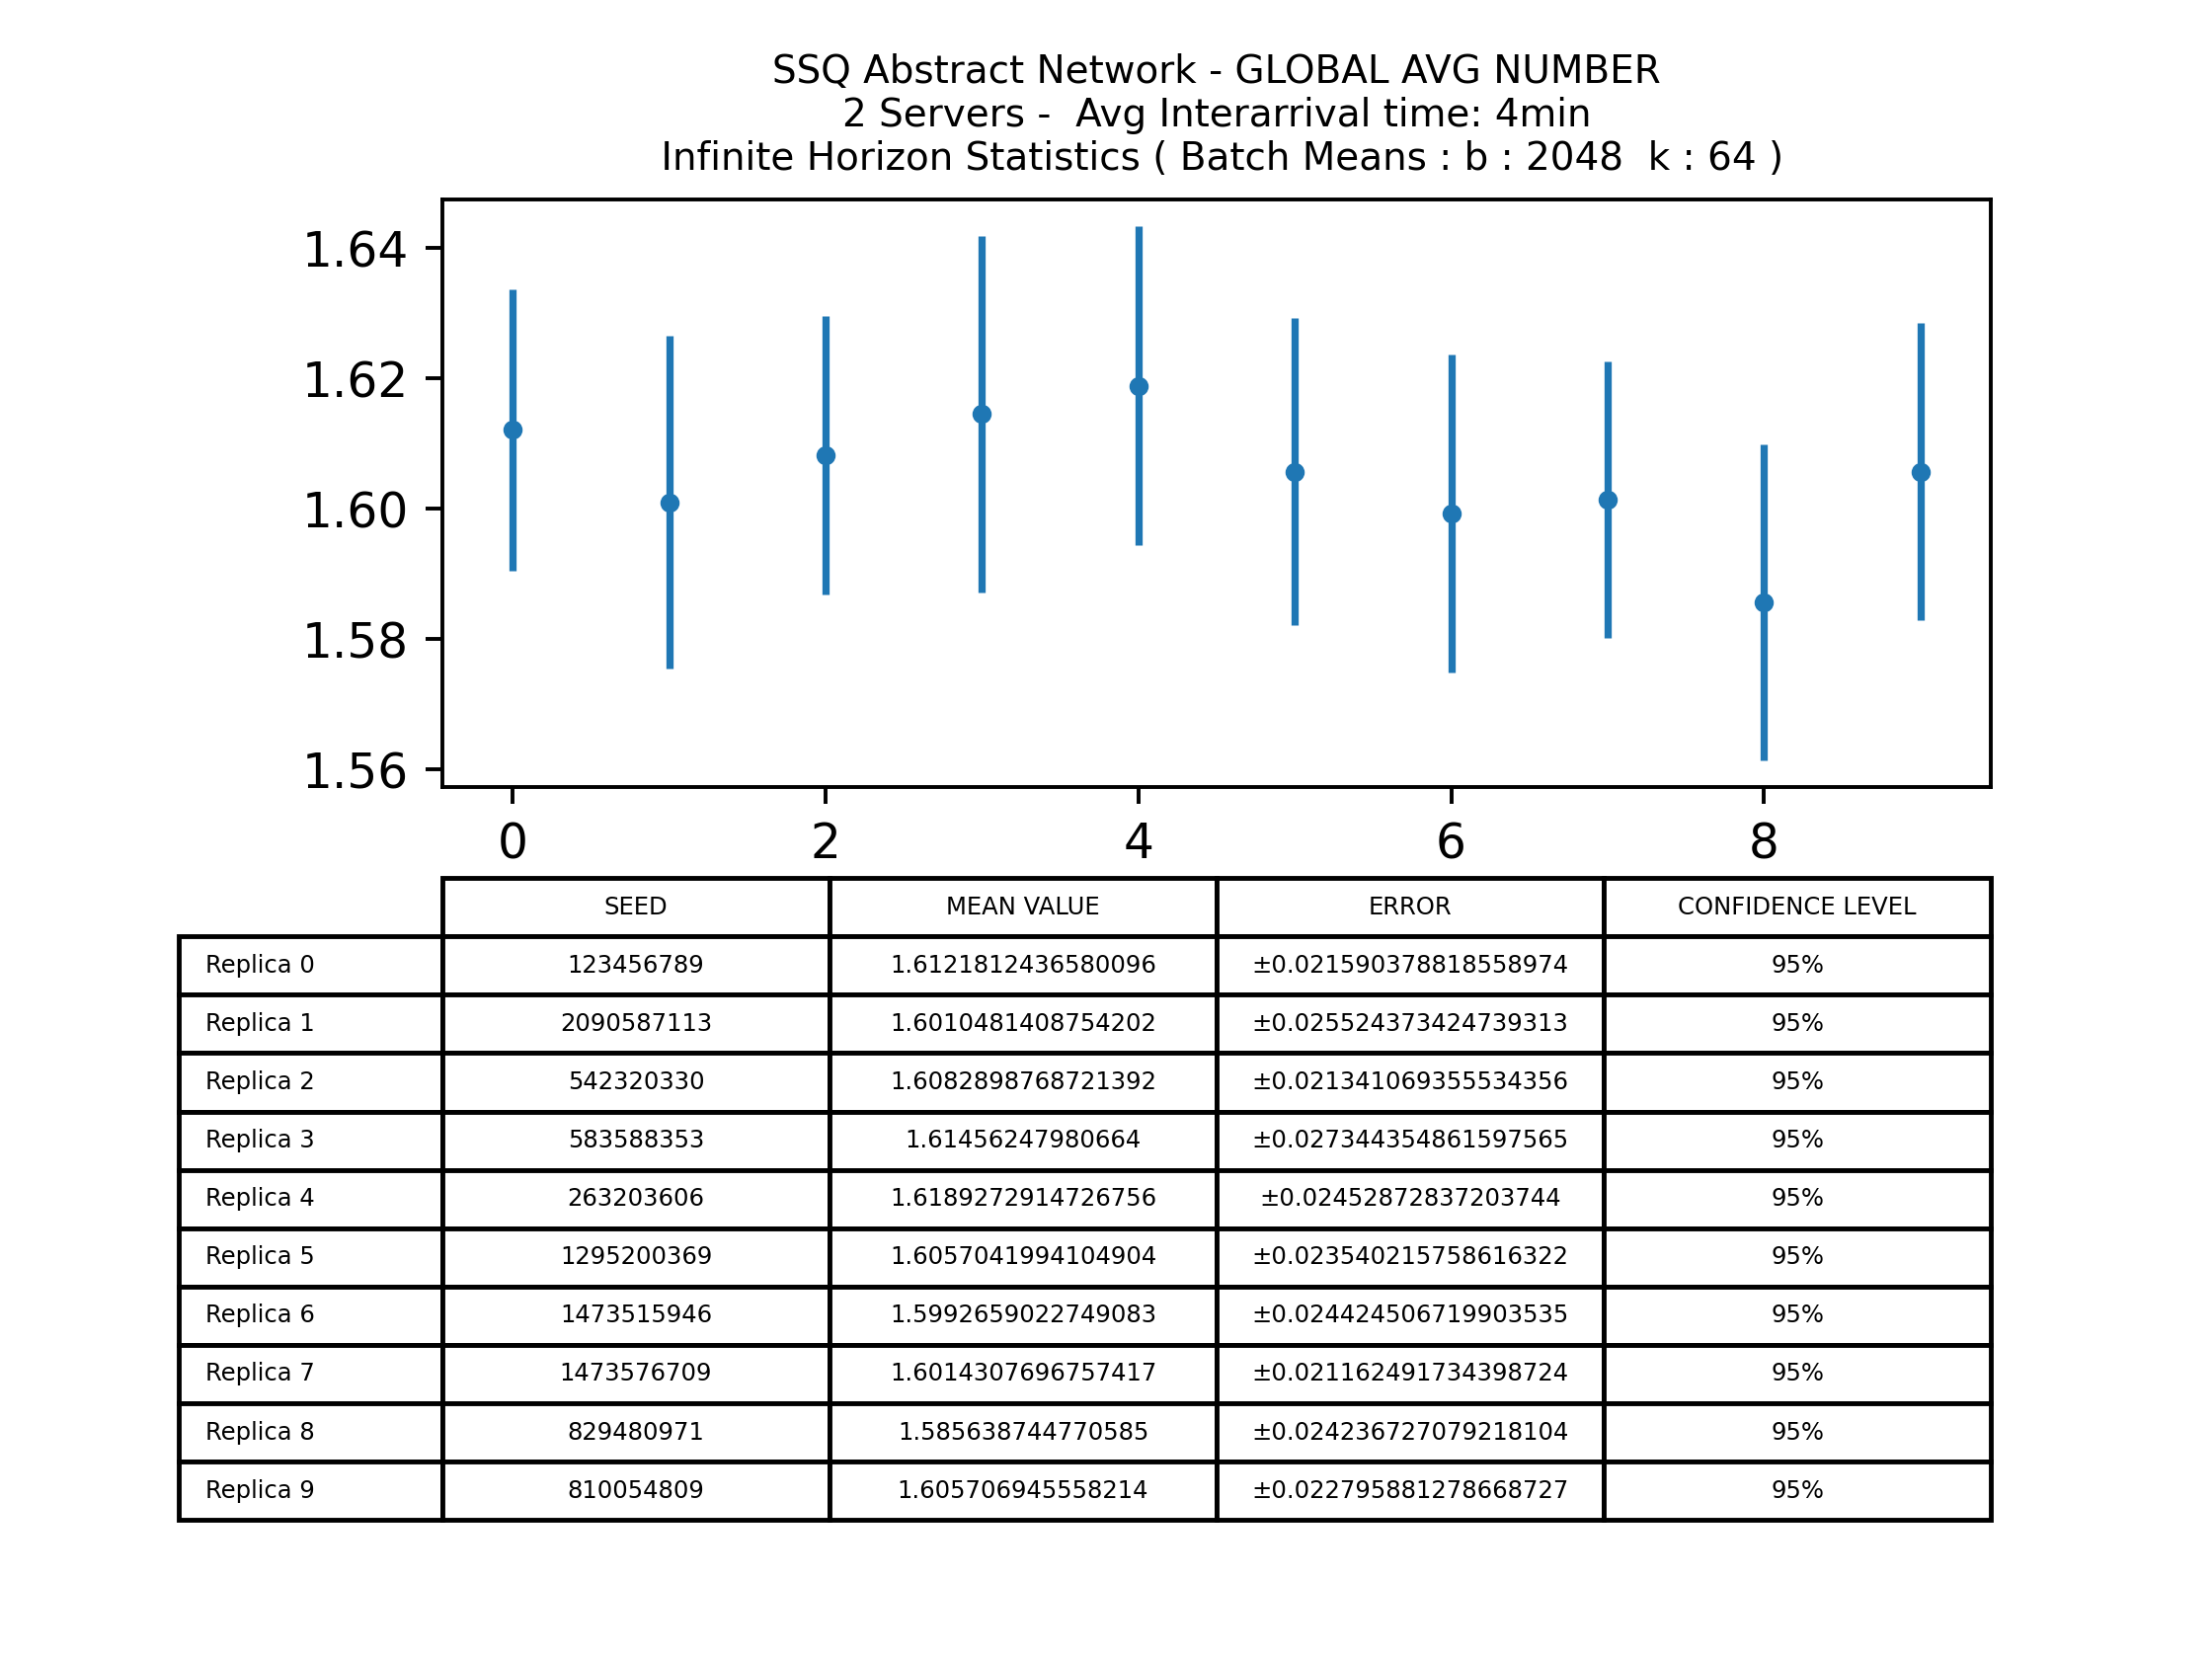 SSQ Abstract Network - GLOBAL AVG NUMBER
2 Servers -  Avg Interarrival time: 4min
Infinite Horizon Statistics ( Batch Means : b : 2048  k : 64 )
1.64
1.62
1.60
1.58
1.56
0 2 4 6 8
SEED MEAN VALUE ERROR CONFIDENCE LEVEL
Replica 0 123456789 1.6121812436580096 ±0.021590378818558974 95%
Replica 1 2090587113 1.6010481408754202 ±0.025524373424739313 95%
Replica 2 542320330 1.6082898768721392 ±0.021341069355534356 95%
Replica 3 583588353 1.61456247980664 ±0.027344354861597565 95%
Replica 4 263203606 1.6189272914726756 ±0.02452872837203744 95%
Replica 5 1295200369 1.6057041994104904 ±0.023540215758616322 95%
Replica 6 1473515946 1.5992659022749083 ±0.024424506719903535 95%
Replica 7 1473576709 1.6014307696757417 ±0.021162491734398724 95%
Replica 8 829480971 1.585638744770585 ±0.024236727079218104 95%
Replica 9 810054809 1.605706945558214 ±0.022795881278668727 95%